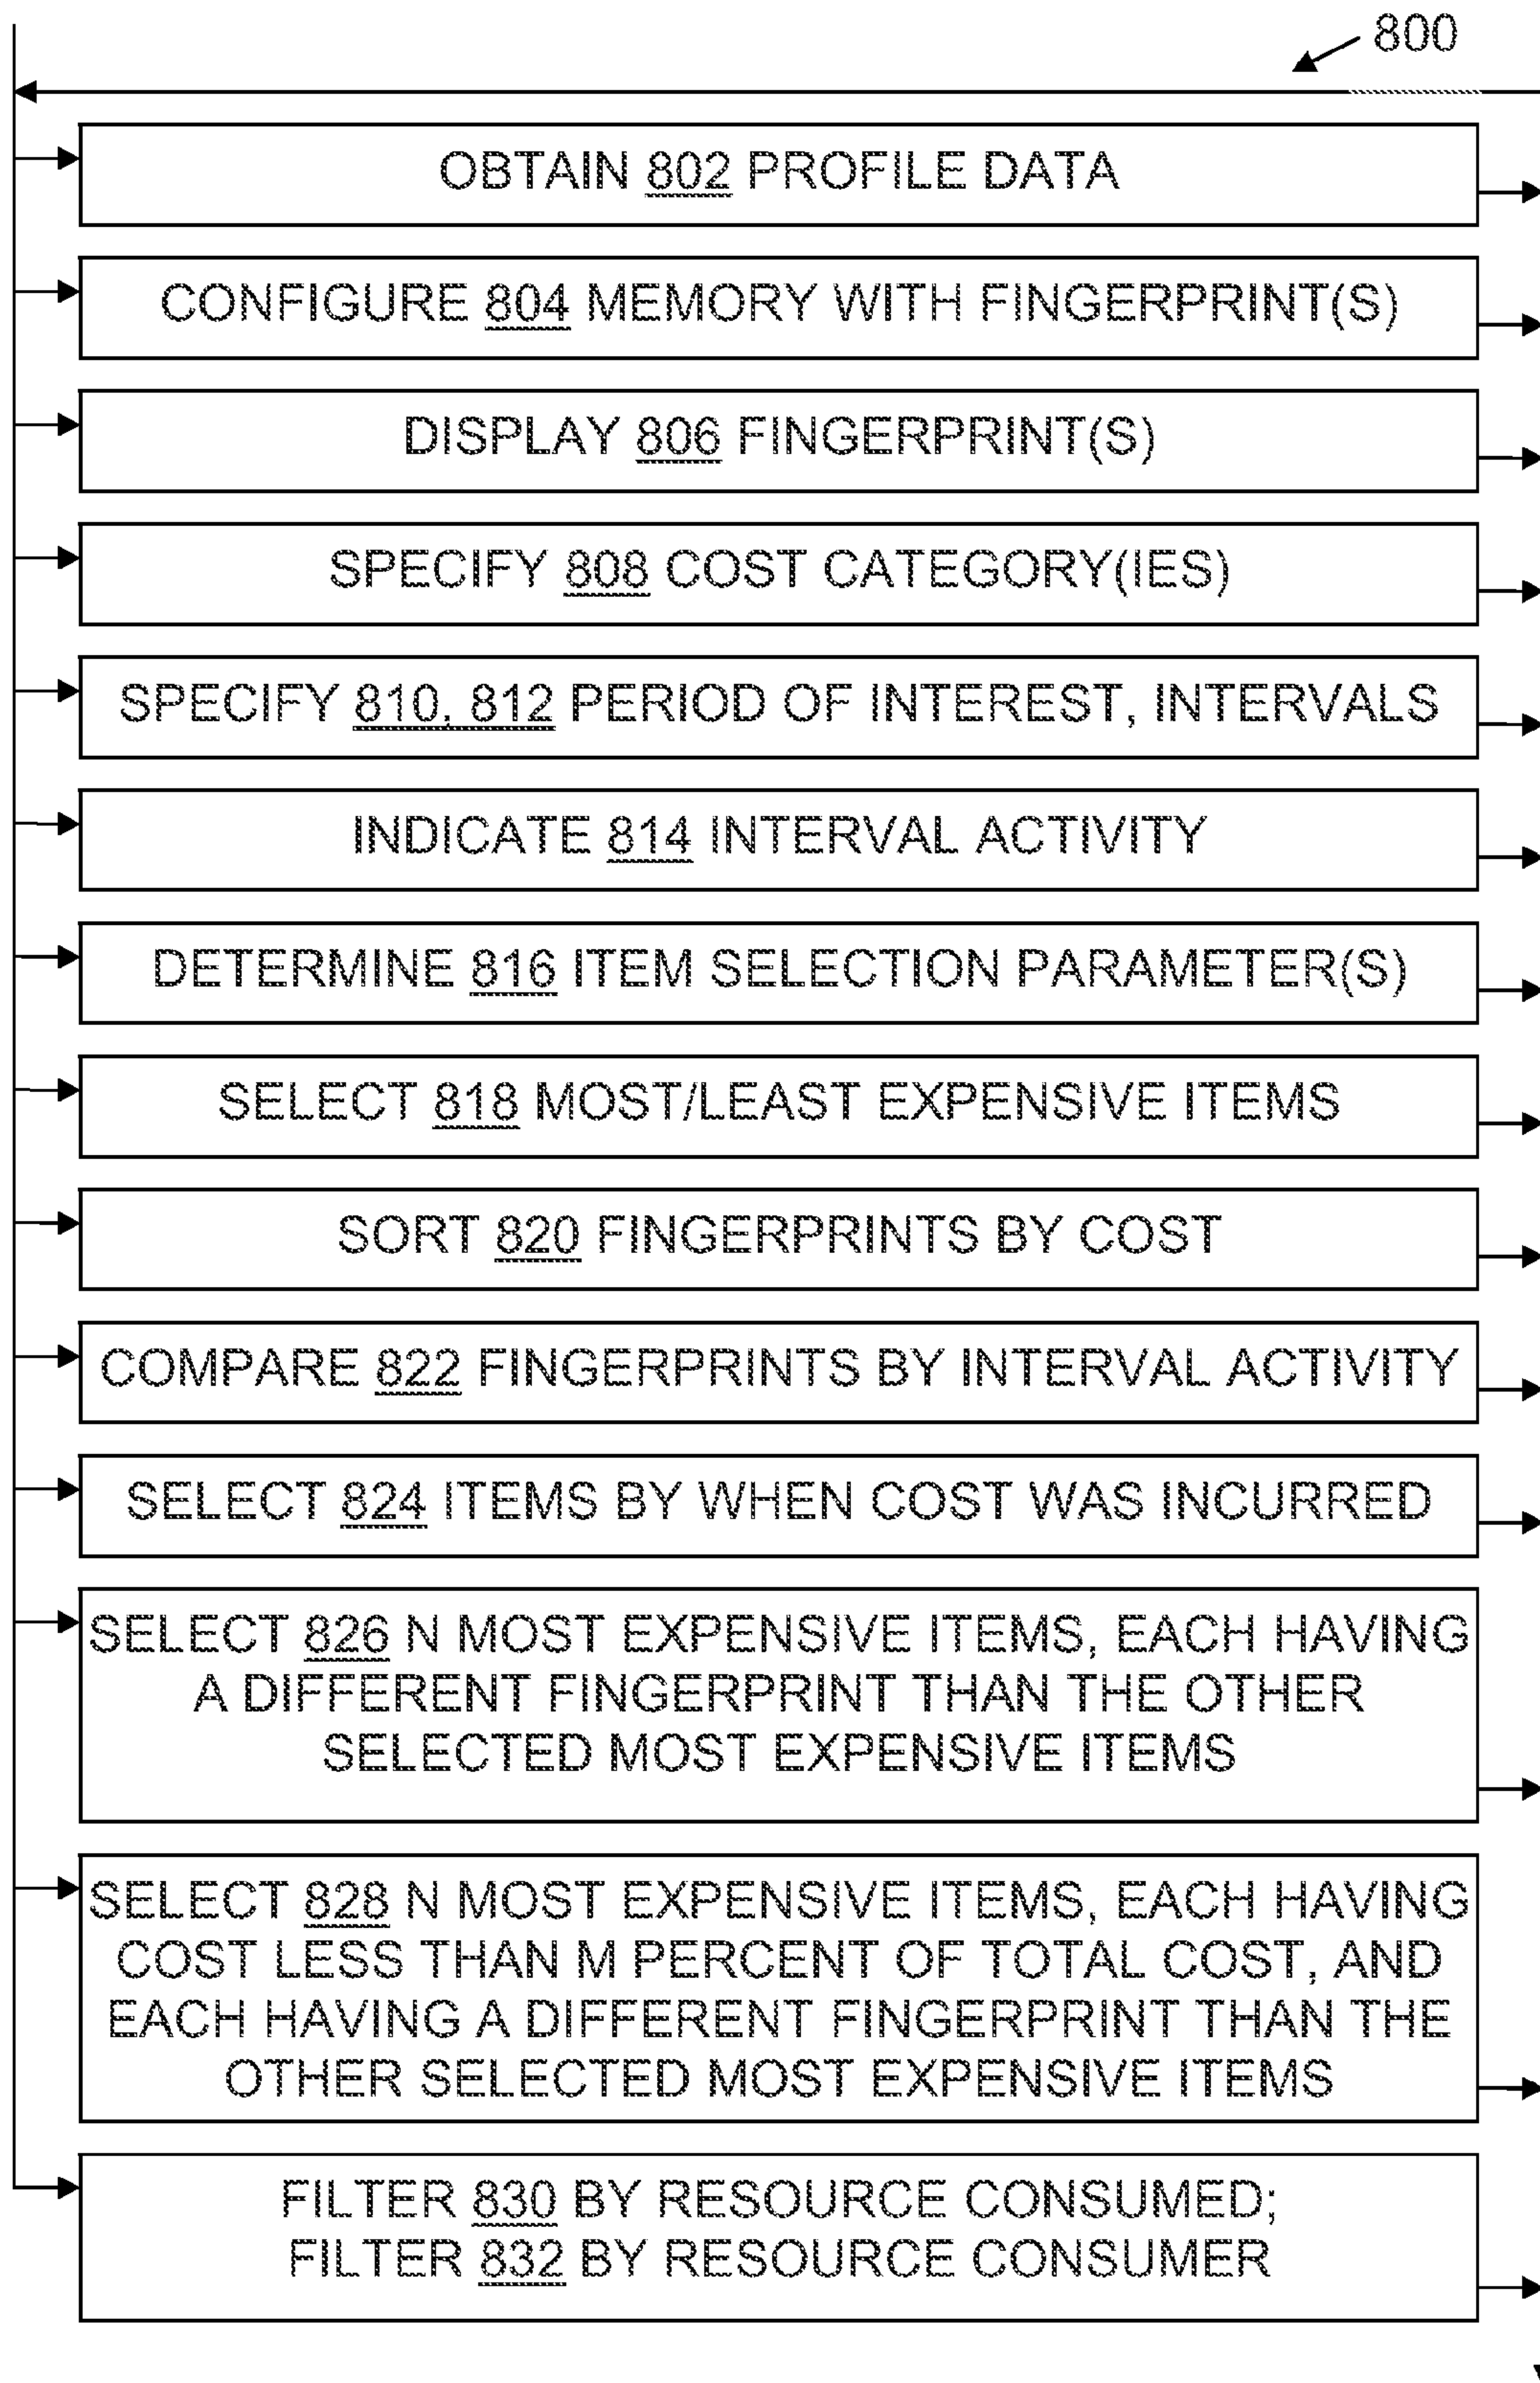 800
OBTAIN 802 PROFILE DATA
CONFIGURE 804 MEMORY WITH FINGERPRINT(S)
DISPLAY 806 FINGERPRINT(S)
SPECIFY 808 COST CATEGORY(IES)
SPECIFY 810, 812 PERIOD OF INTEREST, INTERVALS
INDICATE 814 INTERVAL ACTIVITY
DETERMINE 816 ITEM SELECTION PARAMETER(S)
SELECT 818 MOST/LEAST EXPENSIVE ITEMS
SORT 820 FINGERPRINTS BY COST
COMPARE 822 FINGERPRINTS BY INTERVAL ACTIVITY
SELECT 824 ITEMS BY WHEN COST WAS INCURRED
SELECT 826 N MOST EXPENSIVE ITEMS, EACH HAVING
A DIFFERENT FINGERPRINT THAN THE OTHER
SELECTED MOST EXPENSIVE ITEMS
SELECT 828 N MOST EXPENSIVE ITEMS, EACH HAVING
COST LESS THAN M PERCENT OF TOTAL COST, AND
EACH HAVING A DIFFERENT FINGERPRINT THAN THE
OTHER SELECTED MOST EXPENSIVE ITEMS
FILTER 830 BY RESOURCE CONSUMED;
FILTER 832 BY RESOURCE CONSUMER